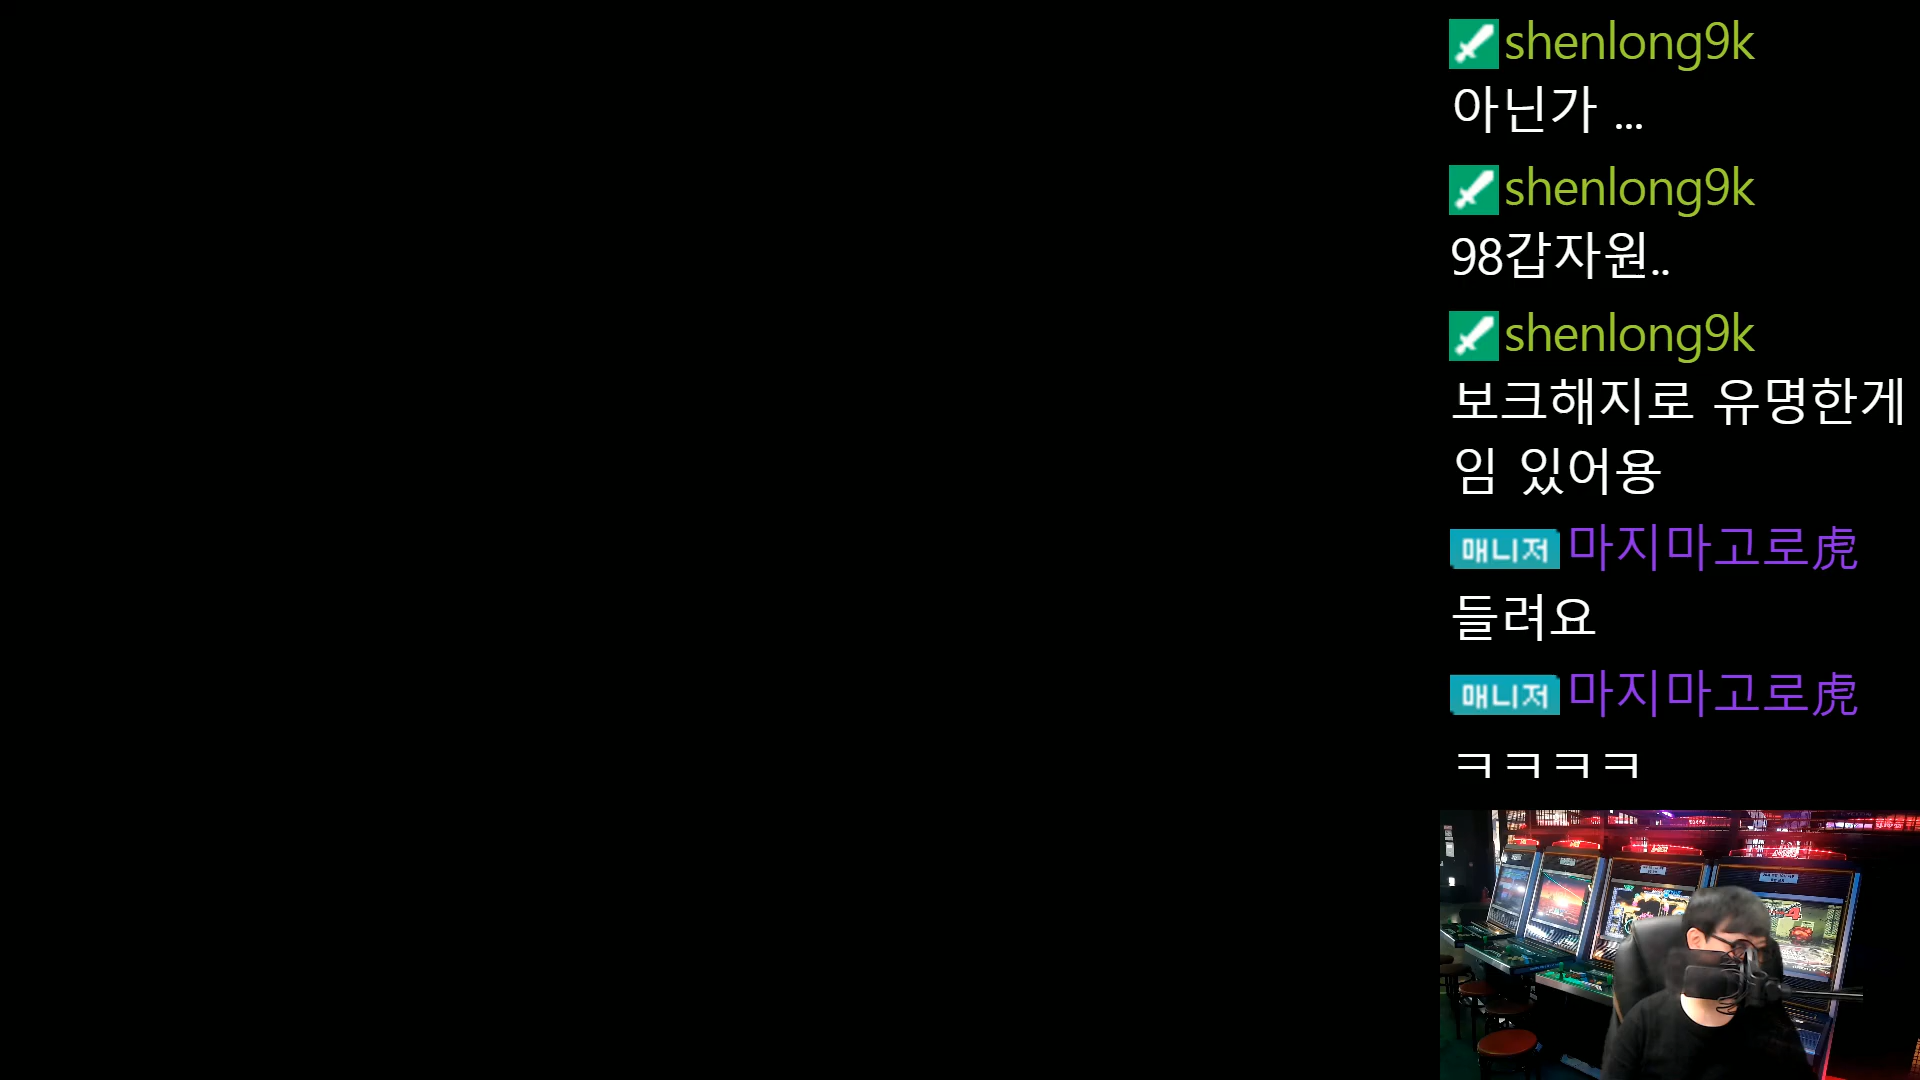 shenlong9k
아닌가 ...
shenlong9k
98갑자원..
shenlong9k
보크해지로 유명한게
임 있어용
매니저 마지마고로虎
들려요
매니저 마지마고로虎
ㅋㅋㅋㅋ